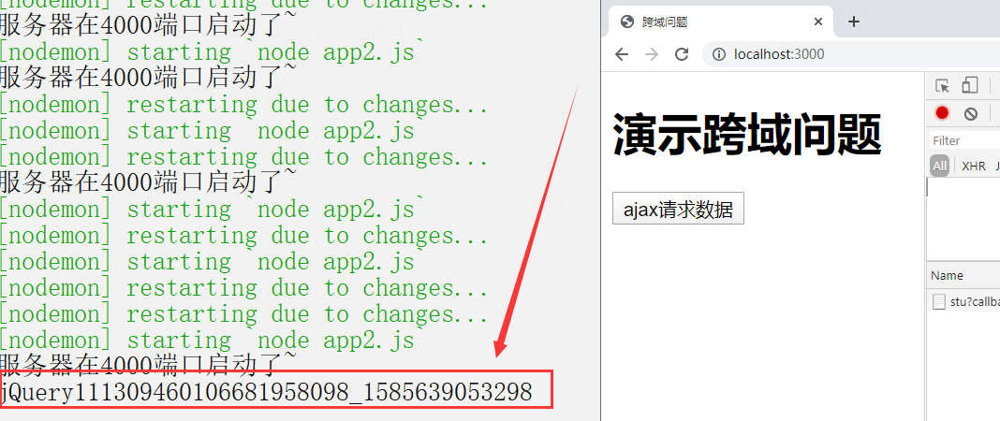 [nodemon] restarting due to changes...
服务器在4000端口启动了~
[nodemon] starting `node app2.js`
服务器在4000端口启动了~
[nodemon] restarting due to changes...
[nodemon] starting `node app2.js`
[nodemon] restarting due to changes...
服务器在4000端口启动了~
[nodemon] starting `node app2.js`
[nodemon] restarting due to changes...
[nodemon] starting `node app2.js`
[nodemon] restarting due to changes...
[nodemon] restarting due to changes...
[nodemon] starting `node app2.js`
服务器在4000端口启动了~
jQuery111309460106681958098_1585639053298
跨域问题
localhost:3000
演示跨域问题
ajax请求数据
Filter
All XHR J
Name
stu?callba